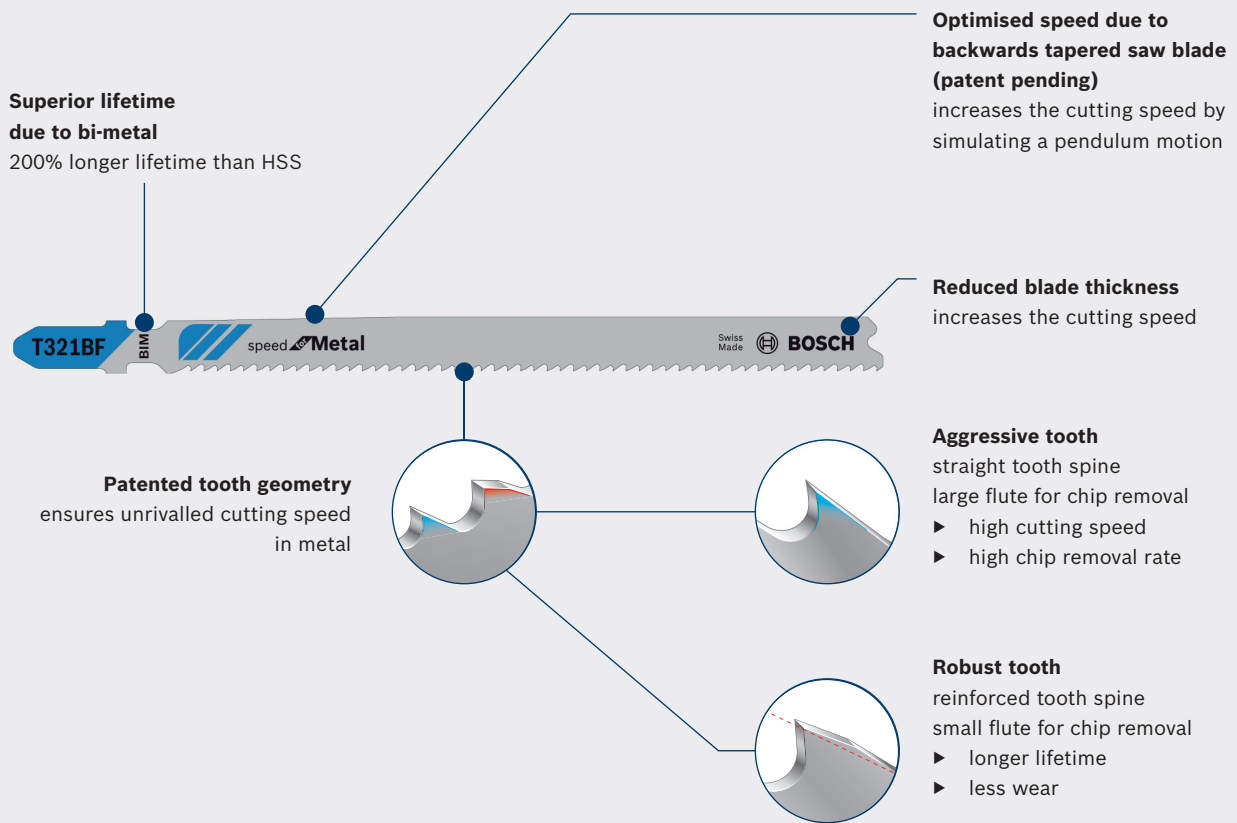 Optimised speed due to
backwards tapered saw blade
(patent pending)
increases the cutting speed by
simulating a pendulum motion
Superior lifetime
due to bi-metal
200% longer lifetime than HSS
Reduced blade thickness
increases the cutting speed
T321BF
BIM
speed for Metal
Swiss
Made
BOSCH
Patented tooth geometry
ensures unrivalled cutting speed
in metal
Aggressive tooth
straight tooth spine
large flute for chip removal
▶ high cutting speed
▶ high chip removal rate
Robust tooth
reinforced tooth spine
small flute for chip removal
▶ longer lifetime
▶ less wear